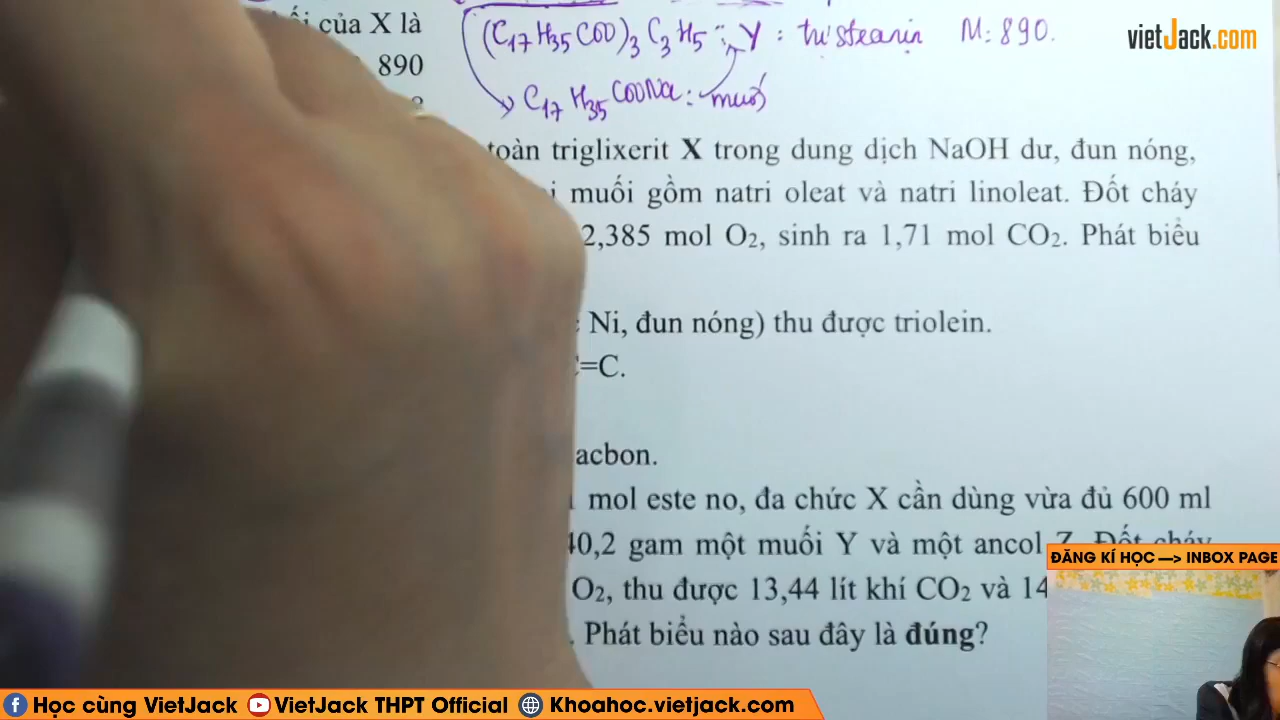 của X là
(C17H35COO)3C3H5 : Y : tristearin M: 890.
vietJack.com
890
C17H35COONa : muối
toàn triglixerit X trong dung dịch NaOH dư, đun nóng,
muối gồm natri oleat và natri linoleat. Đốt cháy
2,385 mol O2, sinh ra 1,71 mol CO2. Phát biểu
Ni, đun nóng) thu được triolein.
=C.
acbon.
mol este no, đa chức X cần dùng vừa đủ 600 ml
40,2 gam một muối Y và một ancol Z. Đốt cháy
ĐĂNG KÍ HỌC —> INBOX PAGE
O2, thu được 13,44 lít khí CO2 và 14
Phát biểu nào sau đây là đúng?
Học cùng VietJack VietJack THPT Official Khoahoc.vietjack.com